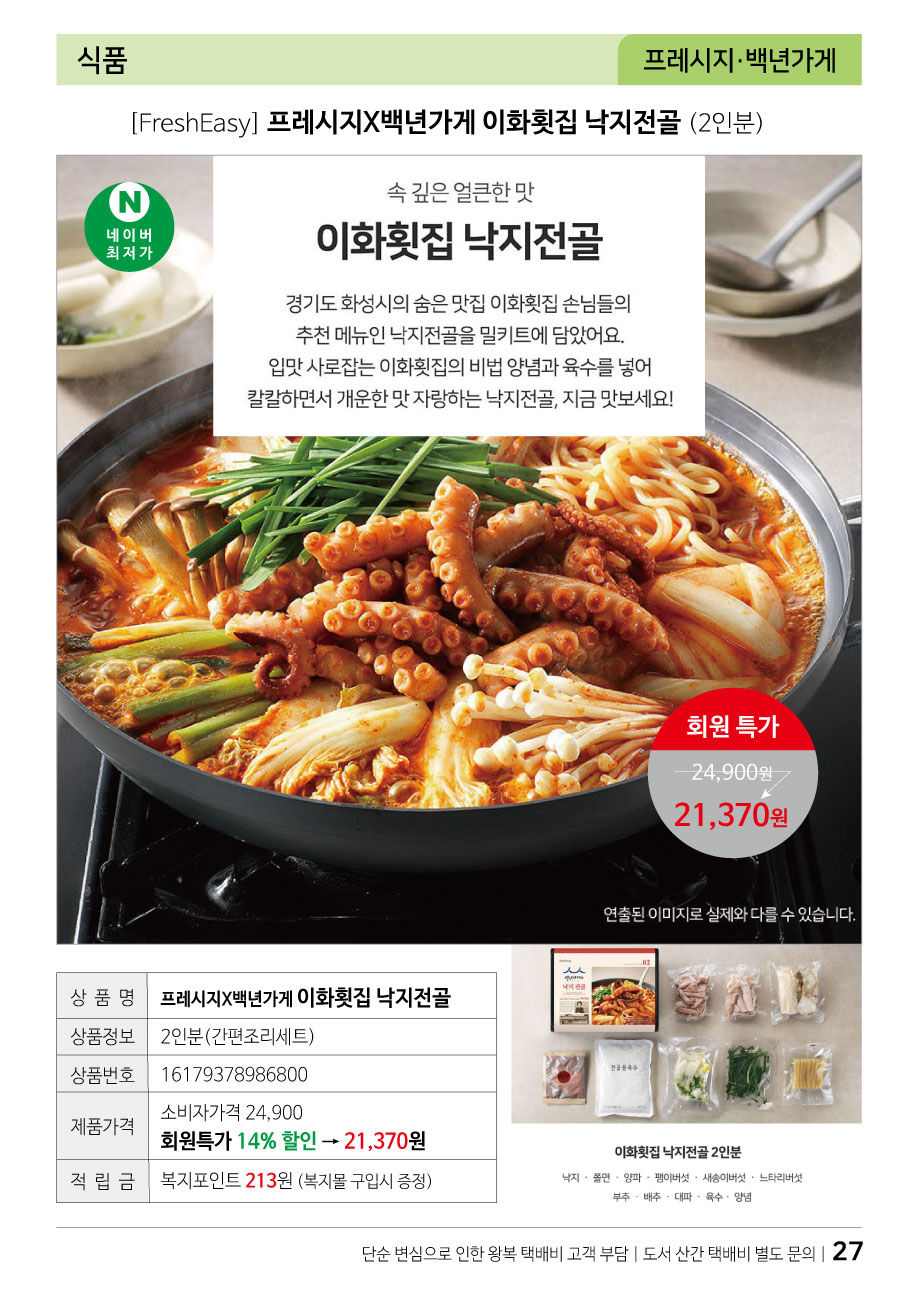 식품
프레시지·백년가게
[FreshEasy] 프레시지X백년가게 이화횟집 낙지전골 (2인분)
N
네이버
최저가
속 깊은 얼큰한 맛
이화횟집 낙지전골
경기도 화성시의 숨은 맛집 이화횟집 손님들의
추천 메뉴인 낙지전골을 밀키트에 담았어요.
입맛 사로잡는 이화횟집의 비법 양념과 육수를 넣어
칼칼하면서 개운한 맛 자랑하는 낙지전골, 지금 맛보세요!
회원 특가
24,900원
21,370원
연출된 이미지로 실제와 다를 수 있습니다.
상 품 명 프레시지X백년가게 이화횟집 낙지전골
상품정보 2인분(간편조리세트)
상품번호 16179378986800
제품가격 소비자가격 24,900
회원특가 14% 할인 → 21,370원
적 립 금 복지포인트 213원 (복지몰 구입시 증정)
02
낙지전골
전골용육수
이화횟집 낙지전골 2인분
낙지 · 쫄면 · 양파 · 팽이버섯 · 새송이버섯 · 느타리버섯
부추 · 배추 · 대파 · 육수 · 양념
단순 변심으로 인한 왕복 택배비 고객 부담 | 도서 산간 택배비 별도 문의 | 27